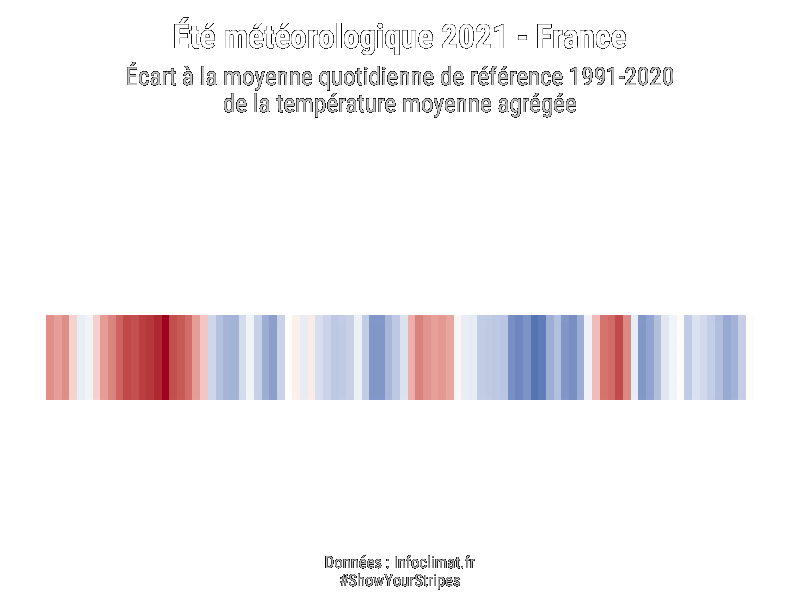 Été météorologique 2021 - France
Écart à la moyenne quotidienne de référence 1991-2020
de la température moyenne agrégée
Données : Infoclimat.fr
#ShowYourStripes